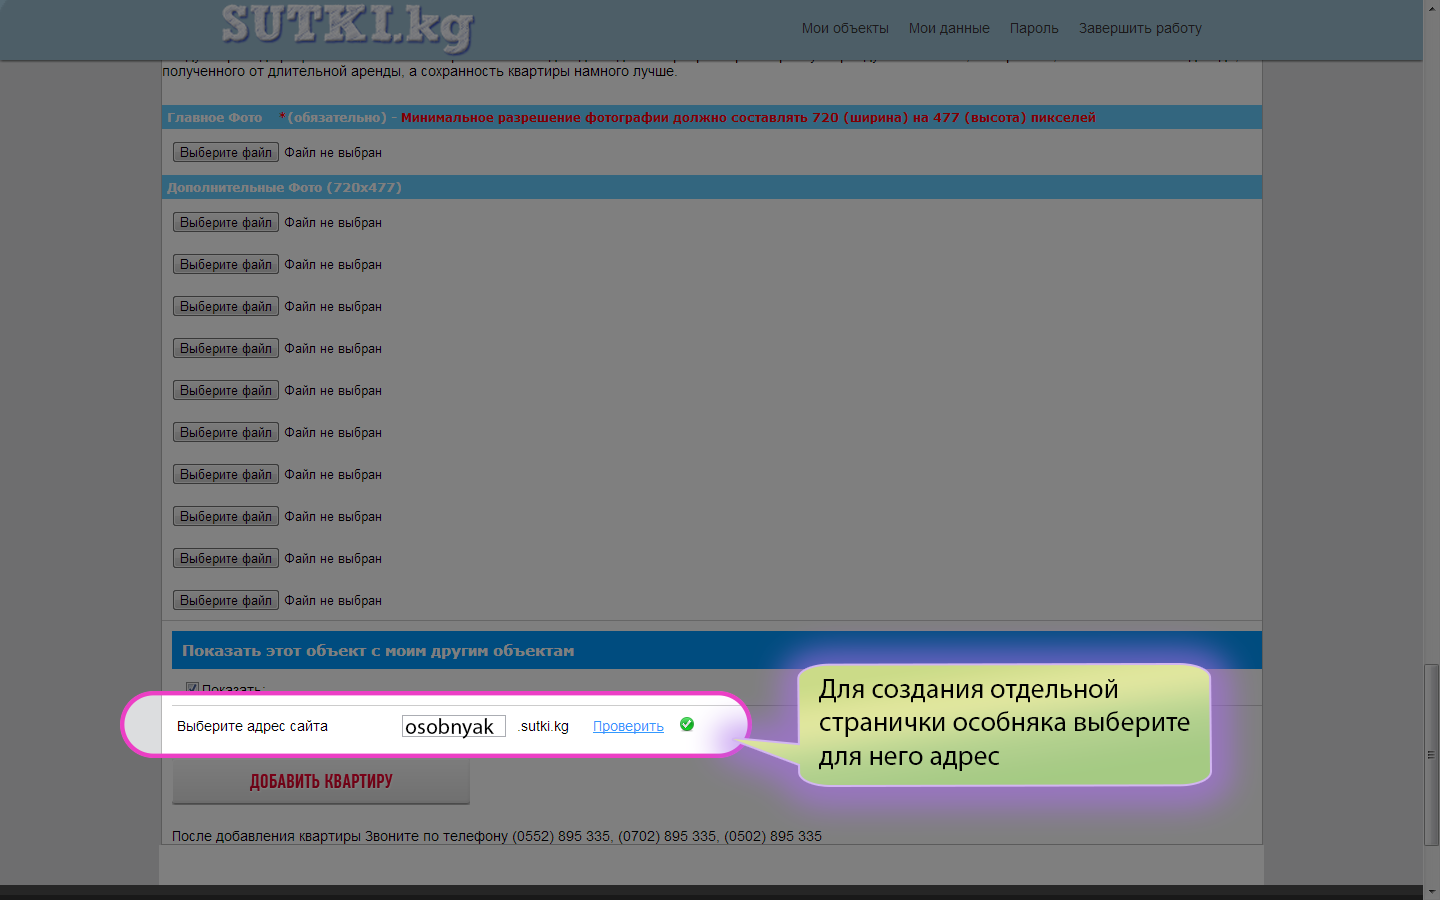 SUTKI.kg
Мои объекты Мои данные Пароль Завершить работу
полученного от длительной аренды, а сохранность квартиры намного лучше.
Главное Фото *(обязательно) - Минимальное разрешение фотографии должно составлять 720 (ширина) на 477 (высота) пикселей
Выберите файл Файл не выбран
Дополнительные Фото (720x477)
Выберите файл Файл не выбран
Выберите файл Файл не выбран
Выберите файл Файл не выбран
Выберите файл Файл не выбран
Выберите файл Файл не выбран
Выберите файл Файл не выбран
Выберите файл Файл не выбран
Выберите файл Файл не выбран
Выберите файл Файл не выбран
Выберите файл Файл не выбран
Показать этот объект с моим другим объектам
Показать:
Выберите адрес сайта osobnyak .sutki.kg Проверить
Для создания отдельной
странички особняка выберите
для него адрес
ДОБАВИТЬ КВАРТИРУ
После добавления квартиры Звоните по телефону (0552) 895 335, (0702) 895 335, (0502) 895 335